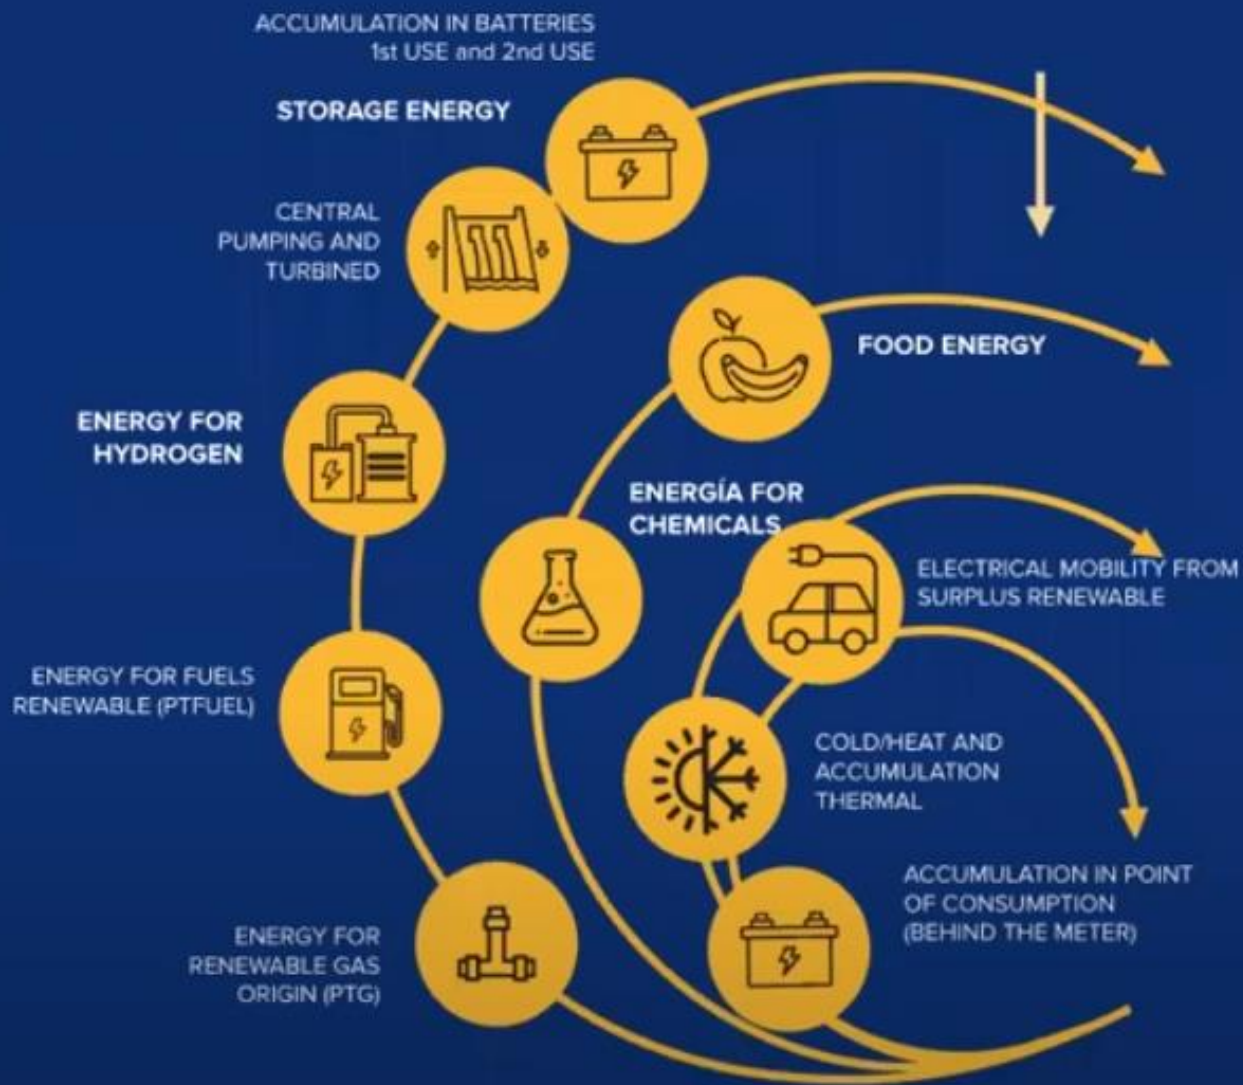 ACCUMULATION IN BATTERIES
1st USE and 2nd USE
STORAGE ENERGY
CENTRAL
PUMPING AND
TURBINED
FOOD ENERGY
ENERGY FOR
HYDROGEN
ENERGÍA FOR
CHEMICALS
ELECTRICAL MOBILITY FROM
SURPLUS RENEWABLE
ENERGY FOR FUELS
RENEWABLE (PTFUEL)
COLD/HEAT AND
ACCUMULATION
THERMAL
ACCUMULATION IN POINT
OF CONSUMPTION
(BEHIND THE METER)
ENERGY FOR
RENEWABLE GAS
ORIGIN (PTG)